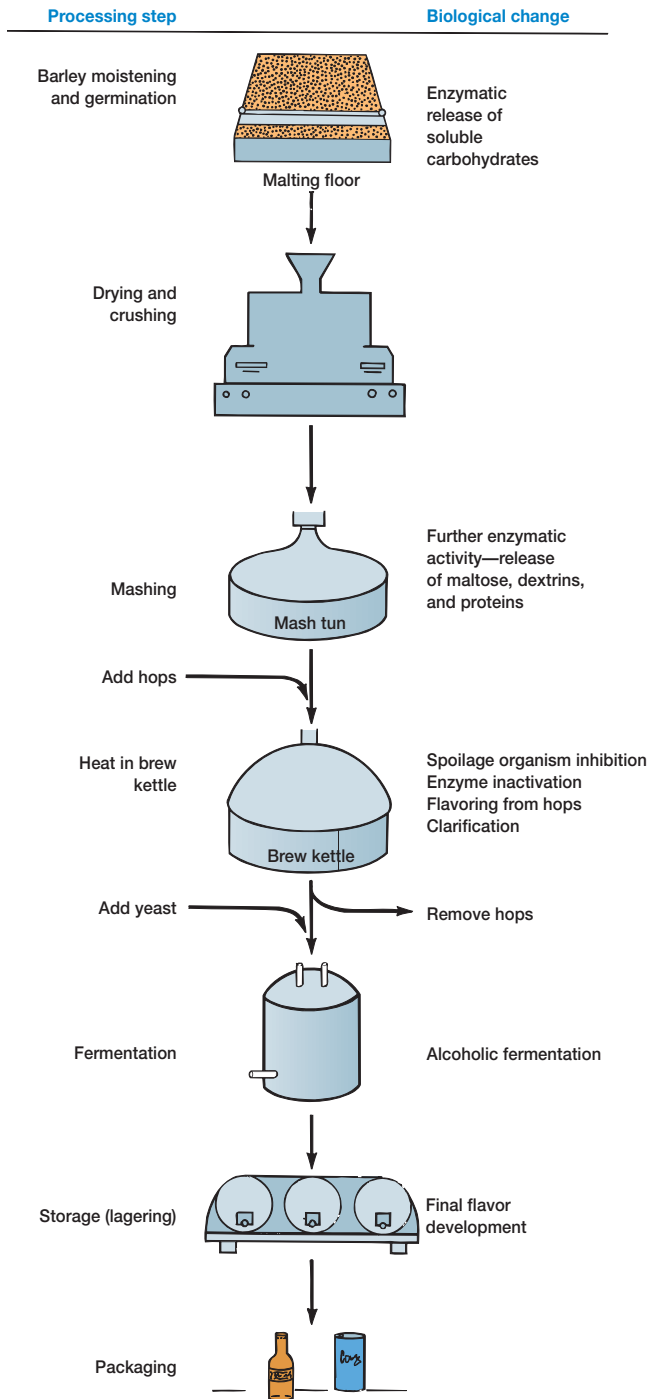 Processing step
Biological change
Barley moistening
and germination
Enzymatic
release of
soluble
carbohydrates
Malting floor
Drying and
crushing
Mashing
Mash tun
Further enzymatic
activity—release
of maltose, dextrins,
and proteins
Add hops
Heat in brew
kettle
Brew kettle
Spoilage organism inhibition
Enzyme inactivation
Flavoring from hops
Clarification
Add yeast
Remove hops
Fermentation
Alcoholic fermentation
Storage (lagering)
Final flavor
development
Packaging